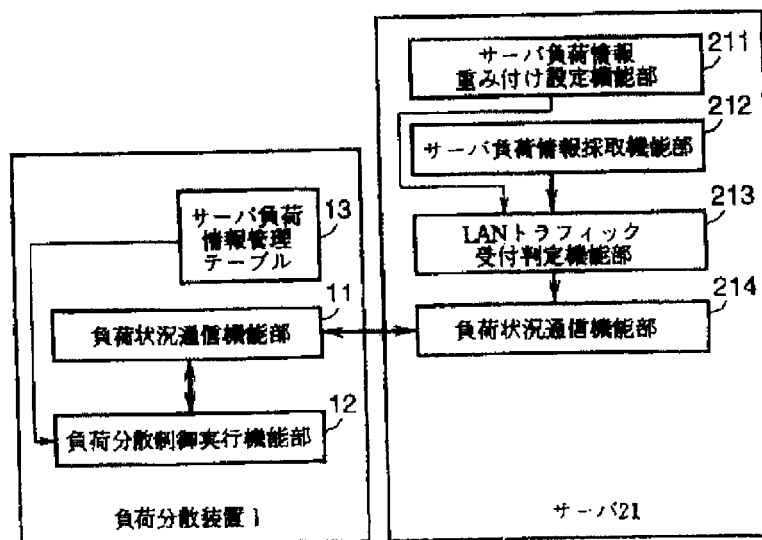 サーバ負荷情報
重み付け設定機能部
211
212
サーバ負荷情報採取機能部
213
LANトラフィック
受付判定機能部
214
負荷状況通信機能部
サーバ21
サーバ負荷
情報管理
テーブル
13
11
負荷状況通信機能部
12
負荷分散制御実行機能部
負荷分散装置1